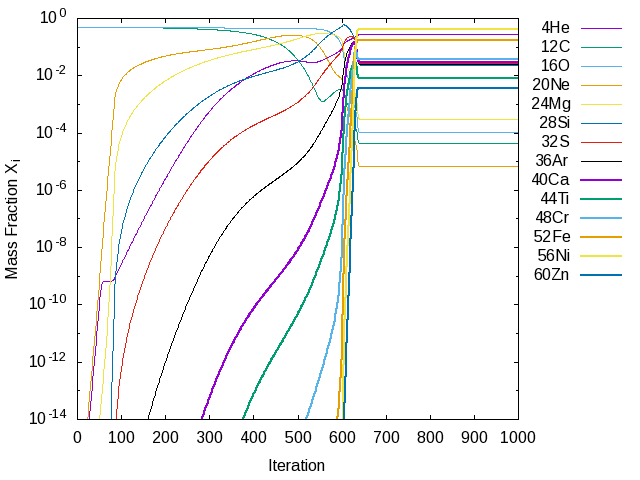 10^0
10^-2
10^-4
10^-6
10^-8
10^-10
10^-12
10^-14
Mass Fraction X_i
0 100 200 300 400 500 600 700 800 900 1000
Iteration
4He
12C
16O
20Ne
24Mg
28Si
32S
36Ar
40Ca
44Ti
48Cr
52Fe
56Ni
60Zn